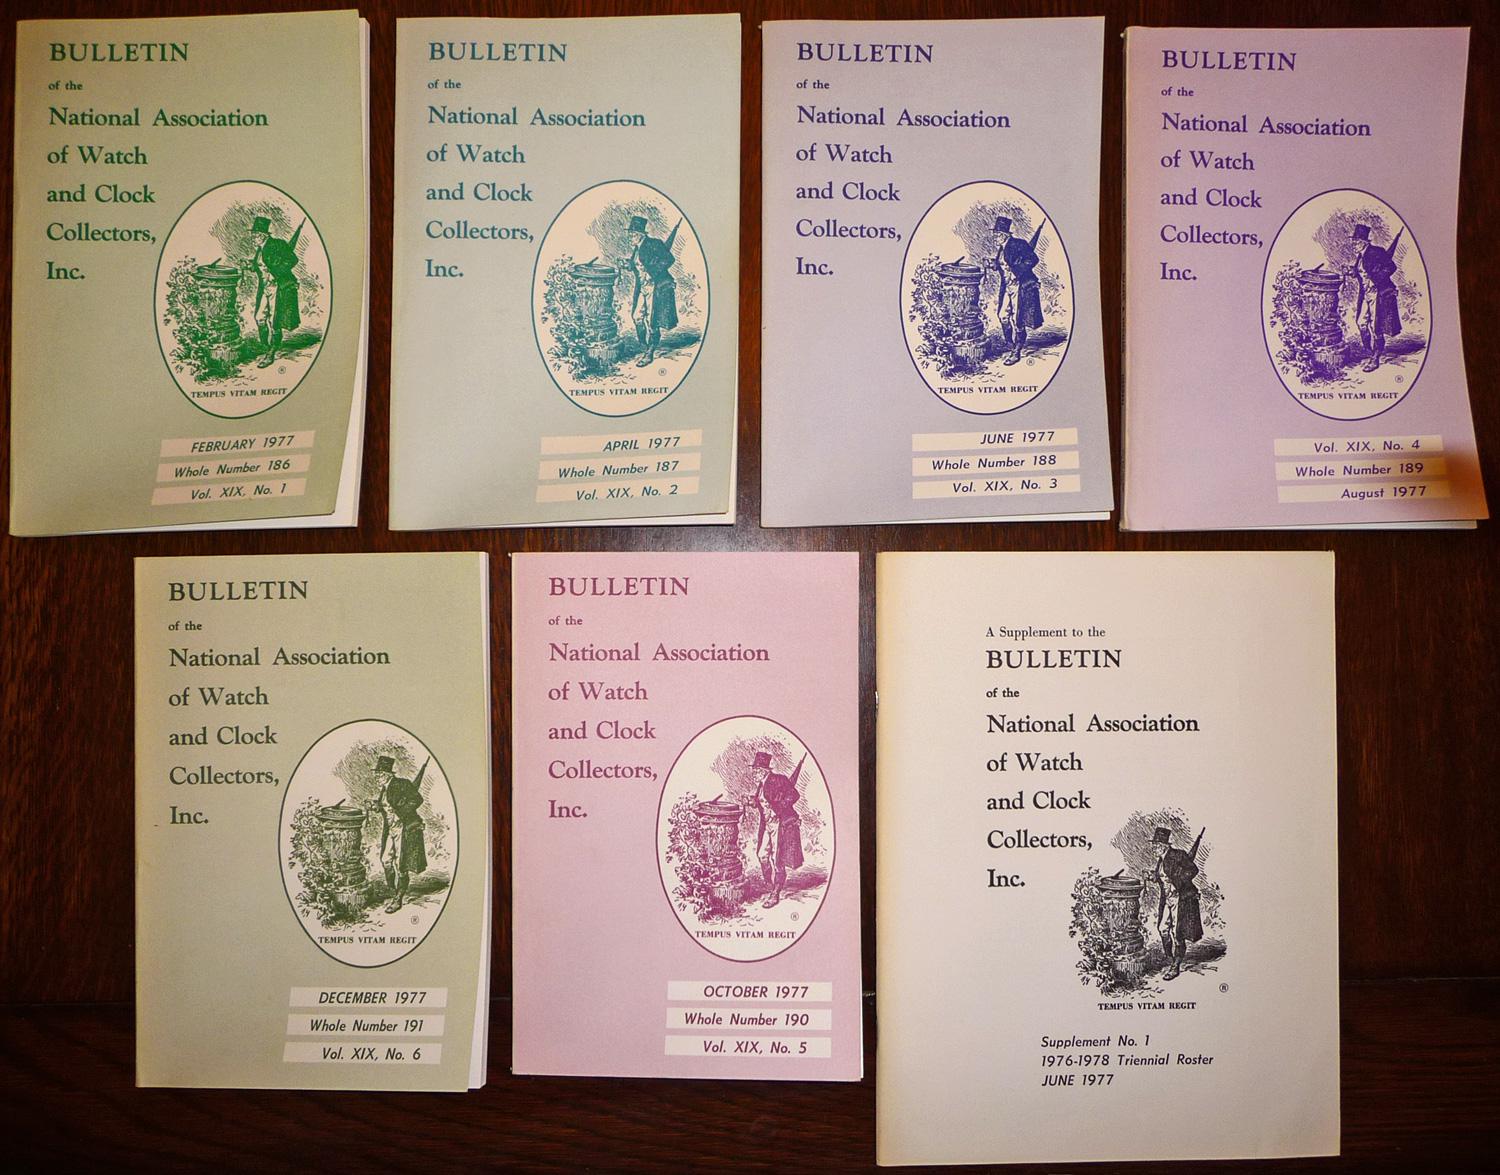 BULLETIN
of the
National Association
of Watch
and Clock
Collectors,
Inc.
®
TEMPUS VITAM REGIT
FEBRUARY 1977
Whole Number 186
Vol. XIX, No. 1
BULLETIN
of the
National Association
of Watch
and Clock
Collectors,
Inc.
®
TEMPUS VITAM REGIT
APRIL 1977
Whole Number 187
Vol. XIX, No. 2
BULLETIN
of the
National Association
of Watch
and Clock
Collectors,
Inc.
®
TEMPUS VITAM REGIT
JUNE 1977
Whole Number 188
Vol. XIX, No. 3
BULLETIN
of the
National Association
of Watch
and Clock
Collectors,
Inc.
®
TEMPUS VITAM REGIT
Vol. XIX, No. 4
Whole Number 189
August 1977
BULLETIN
of the
National Association
of Watch
and Clock
Collectors,
Inc.
®
TEMPUS VITAM REGIT
DECEMBER 1977
Whole Number 191
Vol. XIX, No. 6
BULLETIN
of the
National Association
of Watch
and Clock
Collectors,
Inc.
®
TEMPUS VITAM REGIT
OCTOBER 1977
Whole Number 190
Vol. XIX, No. 5
A Supplement to the
BULLETIN
of the
National Association
of Watch
and Clock
Collectors,
Inc.
®
TEMPUS VITAM REGIT
Supplement No. 1
1976-1978 Triennial Roster
JUNE 1977